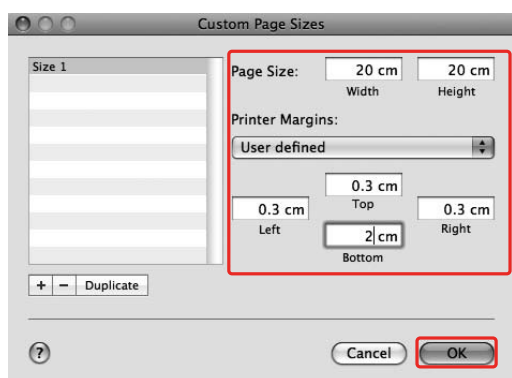 Custom Page Sizes
Size 1
Page Size: 20 cm 20 cm
Width Height
Printer Margins:
User defined
0.3 cm
Top
0.3 cm 0.3 cm
Left Right
2 cm
Bottom
+ − Duplicate
? Cancel OK